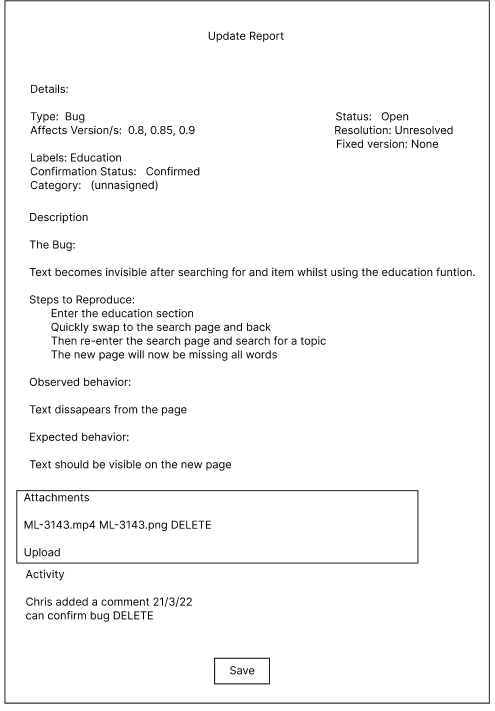 Update Report
Details:
Type: Bug
Status: Open
Affects Version/s: 0.8, 0.85, 0.9
Resolution: Unresolved
Fixed version: None
Labels: Education
Confirmation Status: Confirmed
Category: (unnasigned)
Description
The Bug:
Text becomes invisible after searching for and item whilst using the education funtion.
Steps to Reproduce:
Enter the education section
Quickly swap to the search page and back
Then re-enter the search page and search for a topic
The new page will now be missing all words
Observed behavior:
Text dissapears from the page
Expected behavior:
Text should be visible on the new page
Attachments
ML-3143.mp4 ML-3143.png DELETE
Upload
Activity
Chris added a comment 21/3/22
can confirm bug DELETE
Save